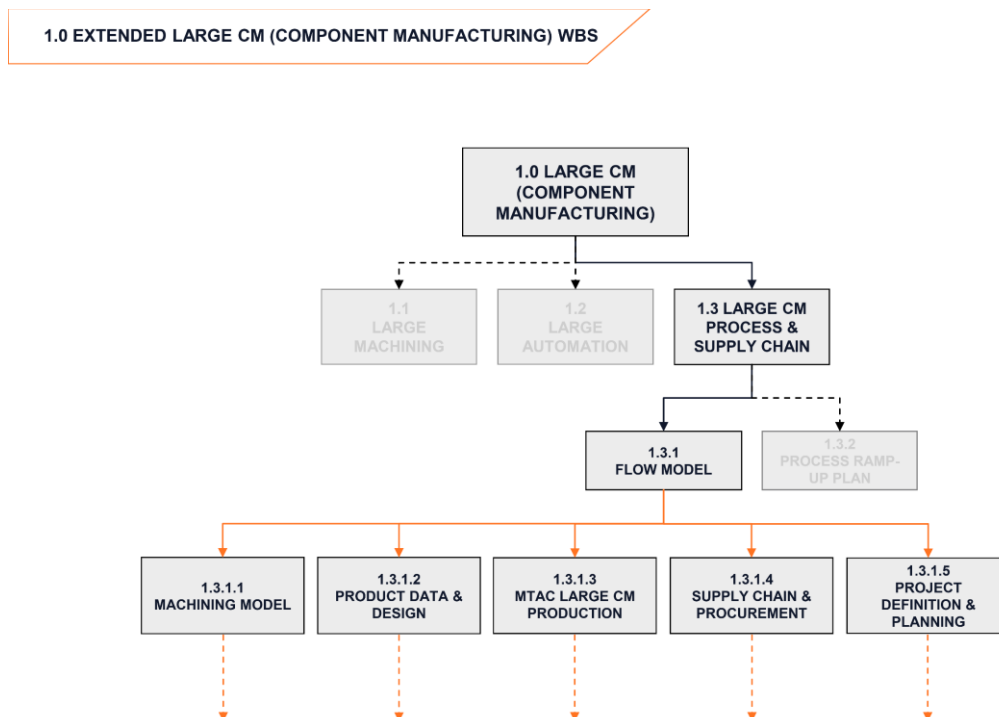 1.0 EXTENDED LARGE CM (COMPONENT MANUFACTURING) WBS
1.0 LARGE CM
(COMPONENT
MANUFACTURING)
1.1
LARGE
MACHINING
1.2
LARGE
AUTOMATION
1.3 LARGE CM
PROCESS &
SUPPLY CHAIN
1.3.1
FLOW MODEL
1.3.2
PROCESS RAMP-
UP PLAN
1.3.1.1
MACHINING MODEL
1.3.1.2
PRODUCT DATA &
DESIGN
1.3.1.3
MTAC LARGE CM
PRODUCTION
1.3.1.4
SUPPLY CHAIN &
PROCUREMENT
1.3.1.5
PROJECT
DEFINITION &
PLANNING